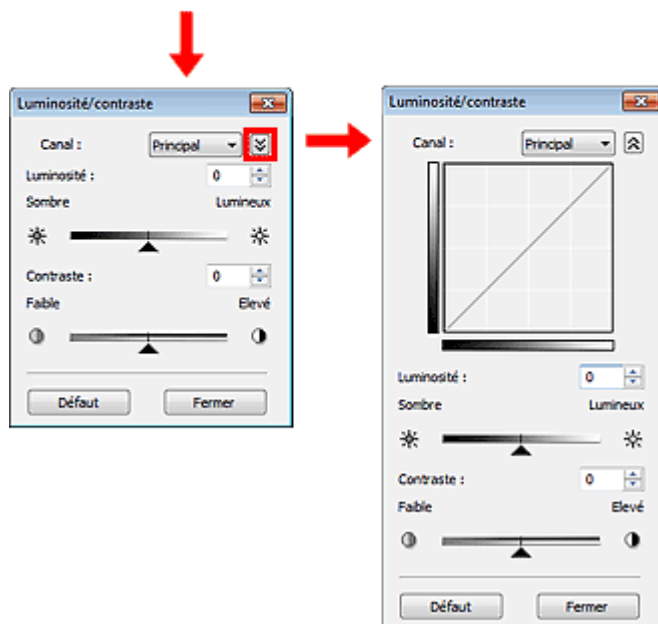 Luminosité/contraste
Canal : Principal
Luminosité : 0
Sombre Lumineux
Contraste : 0
Faible Elevé
Défaut Fermer
Luminosité/contraste
Canal : Principal
Luminosité : 0
Sombre Lumineux
Contraste : 0
Faible Elevé
Défaut Fermer